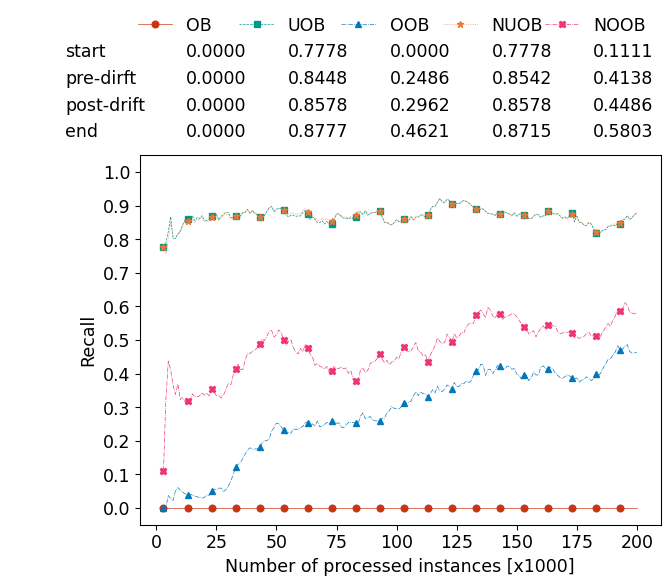 OB UOB OOB NUOB NOOB
start 0.0000 0.7778 0.0000 0.7778 0.1111
pre-dirft 0.0000 0.8448 0.2486 0.8542 0.4138
post-drift 0.0000 0.8578 0.2962 0.8578 0.4486
end 0.0000 0.8777 0.4621 0.8715 0.5803
1.0
0.9
0.8
0.7
0.6
0.5
0.4
0.3
0.2
0.1
0.0
Recall
0 25 50 75 100 125 150 175 200
Number of processed instances [x1000]